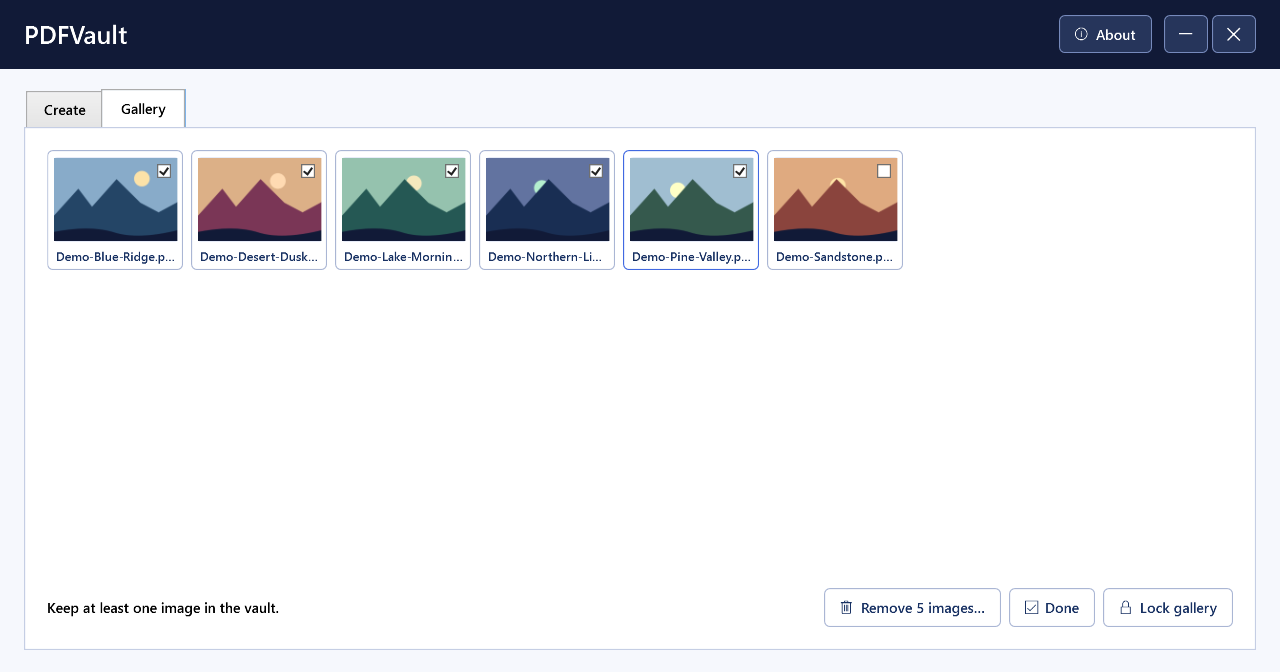 PDFVault
About
Create
Gallery
Demo-Blue-Ridge.p...
Demo-Desert-Dusk...
Demo-Lake-Mornin...
Demo-Northern-Li...
Demo-Pine-Valley.p...
Demo-Sandstone.p...
Keep at least one image in the vault.
Remove 5 images...
Done
Lock gallery